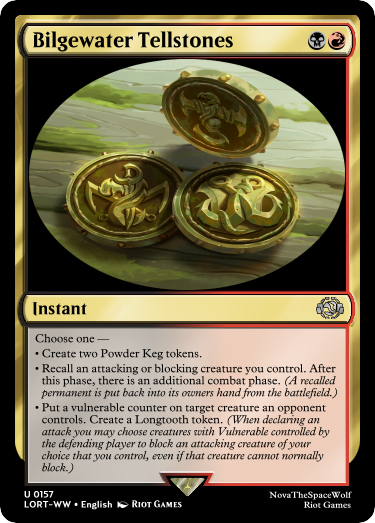 Bilgewater Tellstones
Instant
Choose one —
• Create two Powder Keg tokens.
• Recall an attacking or blocking creature you control. After
this phase, there is an additional combat phase. (A recalled
permanent is put back into its owners hand from the battlefield.)
• Put a vulnerable counter on target creature an opponent
controls. Create a Longtooth token. (When declaring an
attack you may choose creatures with Vulnerable controlled by
the defending player to block an attacking creature of your
choice that you control, even if that creature cannot normally
block.)
U 0157
LORT-WW • English RIOT GAMES
NovaTheSpaceWolf
Riot Games